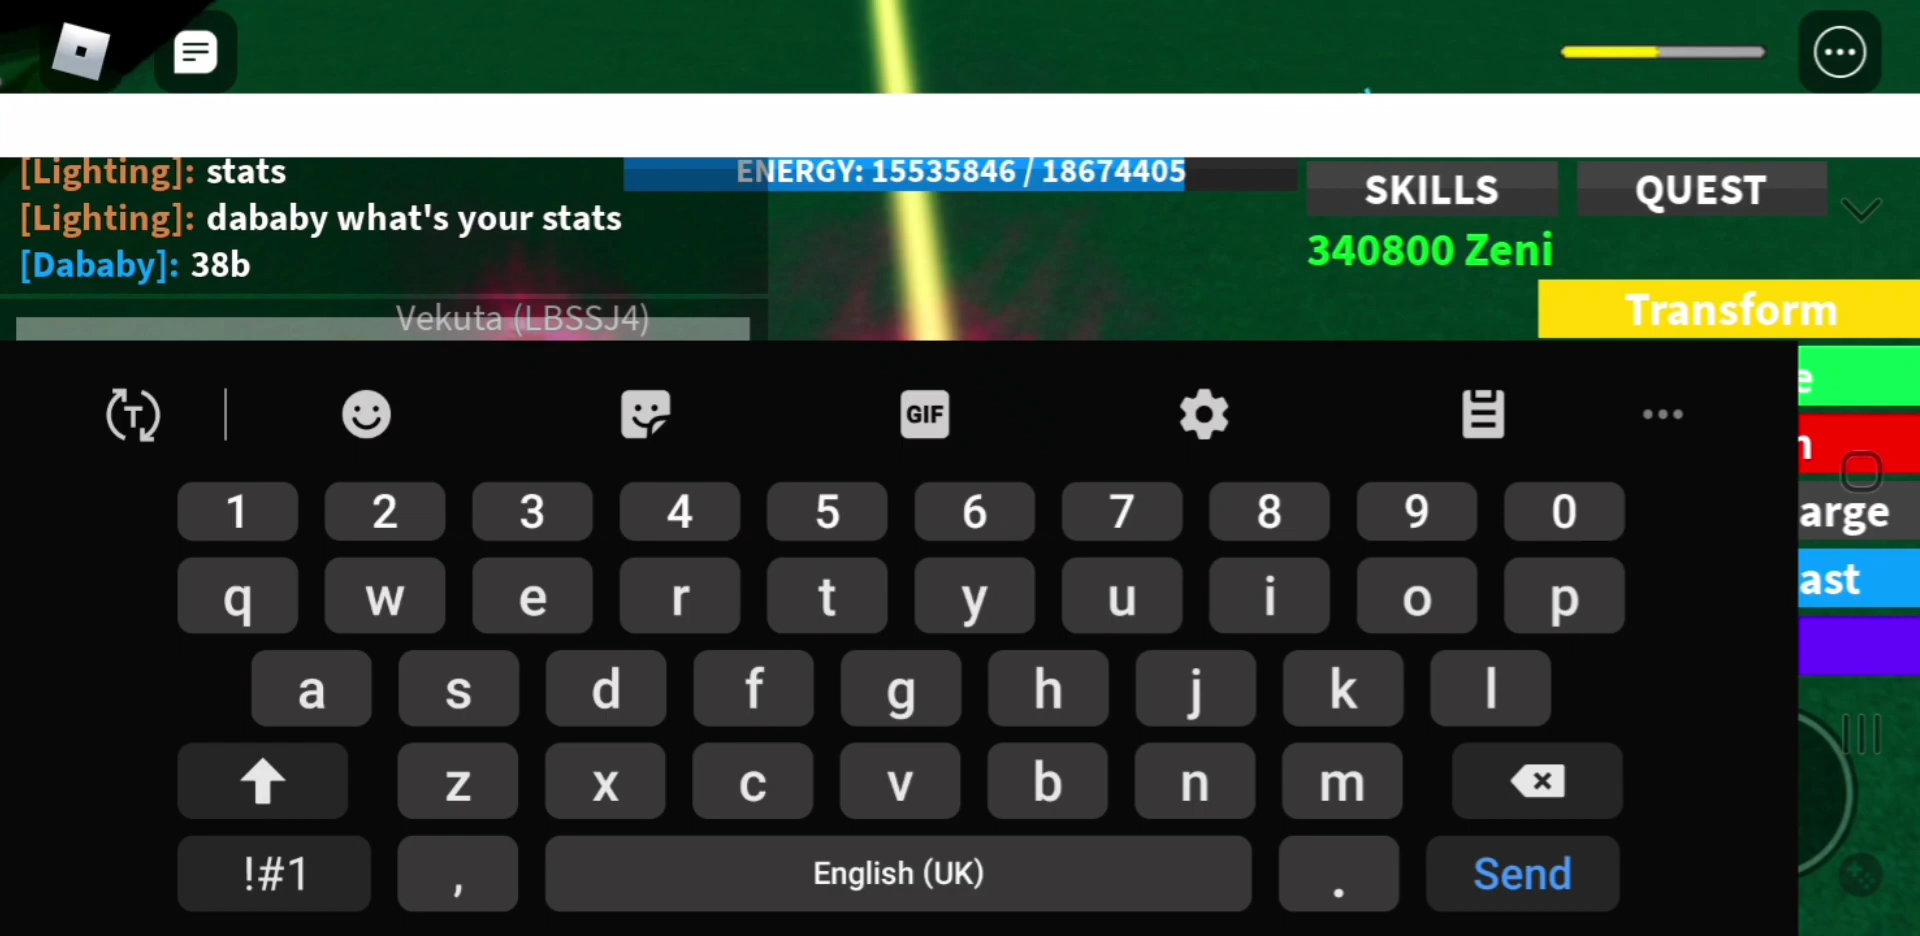 [Lighting]: stats
[Lighting]: dababy what's your stats
[Dababy]: 38b
ENERGY: 15535846 / 18674405
SKILLS
QUEST
340800 Zeni
Vekuta (LBSSJ4)
Transform
e
n
arge
ast
T
GIF
1 2 3 4 5 6 7 8 9 0
q w e r t y u i o p
a s d f g h j k l
z x c v b n m
!#1 , English (UK) . Send